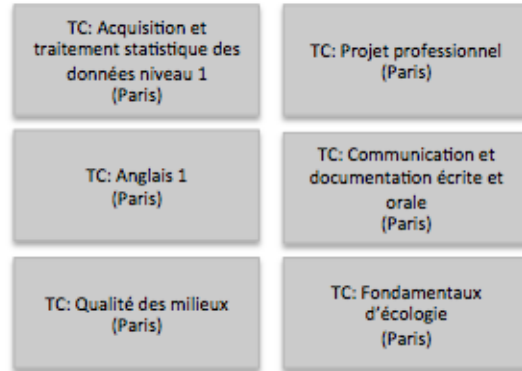 TC: Acquisition et
traitement statistique des
données niveau 1
(Paris)
TC: Projet professionnel
(Paris)
TC: Anglais 1
(Paris)
TC: Communication et
documentation écrite et
orale
(Paris)
TC: Qualité des milieux
(Paris)
TC: Fondamentaux
d'écologie
(Paris)